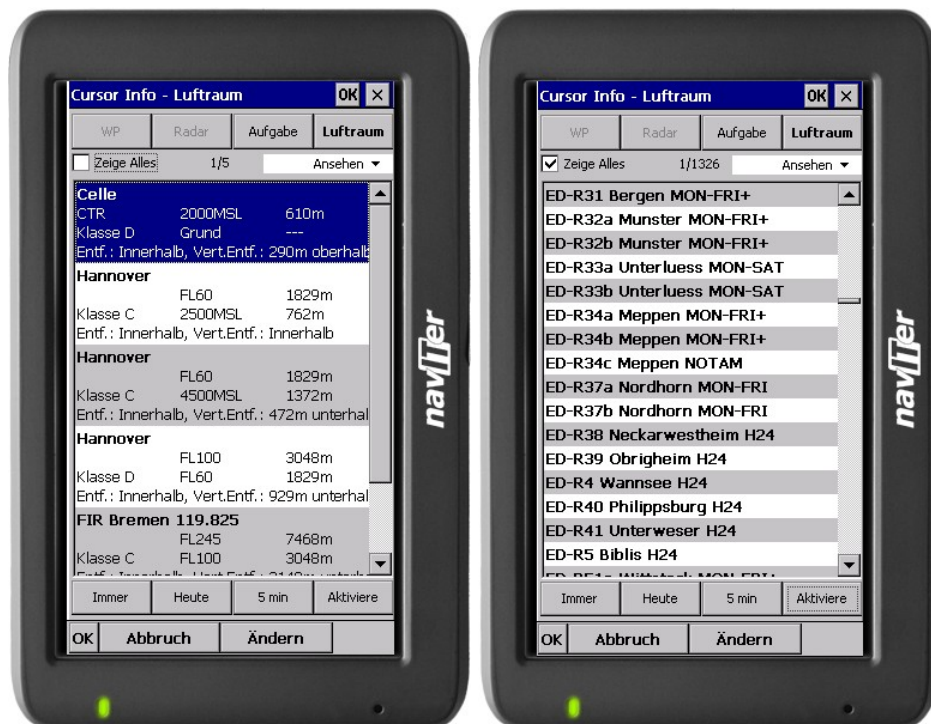 Cursor Info - Luftraum OK ×
WP Radar Aufgabe Luftraum
Zeige Alles 1/5 Ansehen
Celle
CTR 2000MSL 610m
Klasse D Grund ---
Entf.: Innerhalb, Vert.Entf.: 290m oberhalb
Hannover
FL60 1829m
Klasse C 2500MSL 762m
Entf.: Innerhalb, Vert.Entf.: Innerhalb
Hannover
FL60 1829m
Klasse C 4500MSL 1372m
Entf.: Innerhalb, Vert.Entf.: 472m unterhal
Hannover
FL100 3048m
Klasse D FL60 1829m
Entf.: Innerhalb, Vert.Entf.: 929m unterhal
FIR Bremen 119.825
FL245 7468m
Klasse C FL100 3048m
Immer Heute 5 min Aktiviere
OK Abbruch Ändern
naviter
Cursor Info - Luftraum OK ×
WP Radar Aufgabe Luftraum
Zeige Alles 1/1326 Ansehen
ED-R31 Bergen MON-FRI+
ED-R32a Munster MON-FRI+
ED-R32b Munster MON-FRI+
ED-R33a Unterluess MON-SAT
ED-R33b Unterluess MON-SAT
ED-R34a Meppen MON-FRI+
ED-R34b Meppen MON-FRI+
ED-R34c Meppen NOTAM
ED-R37a Nordhorn MON-FRI
ED-R37b Nordhorn MON-FRI
ED-R38 Neckarwestheim H24
ED-R39 Obrigheim H24
ED-R4 Wannsee H24
ED-R40 Philippsburg H24
ED-R41 Unterweser H24
ED-R5 Biblis H24
Immer Heute 5 min Aktiviere
OK Abbruch Ändern
naviter